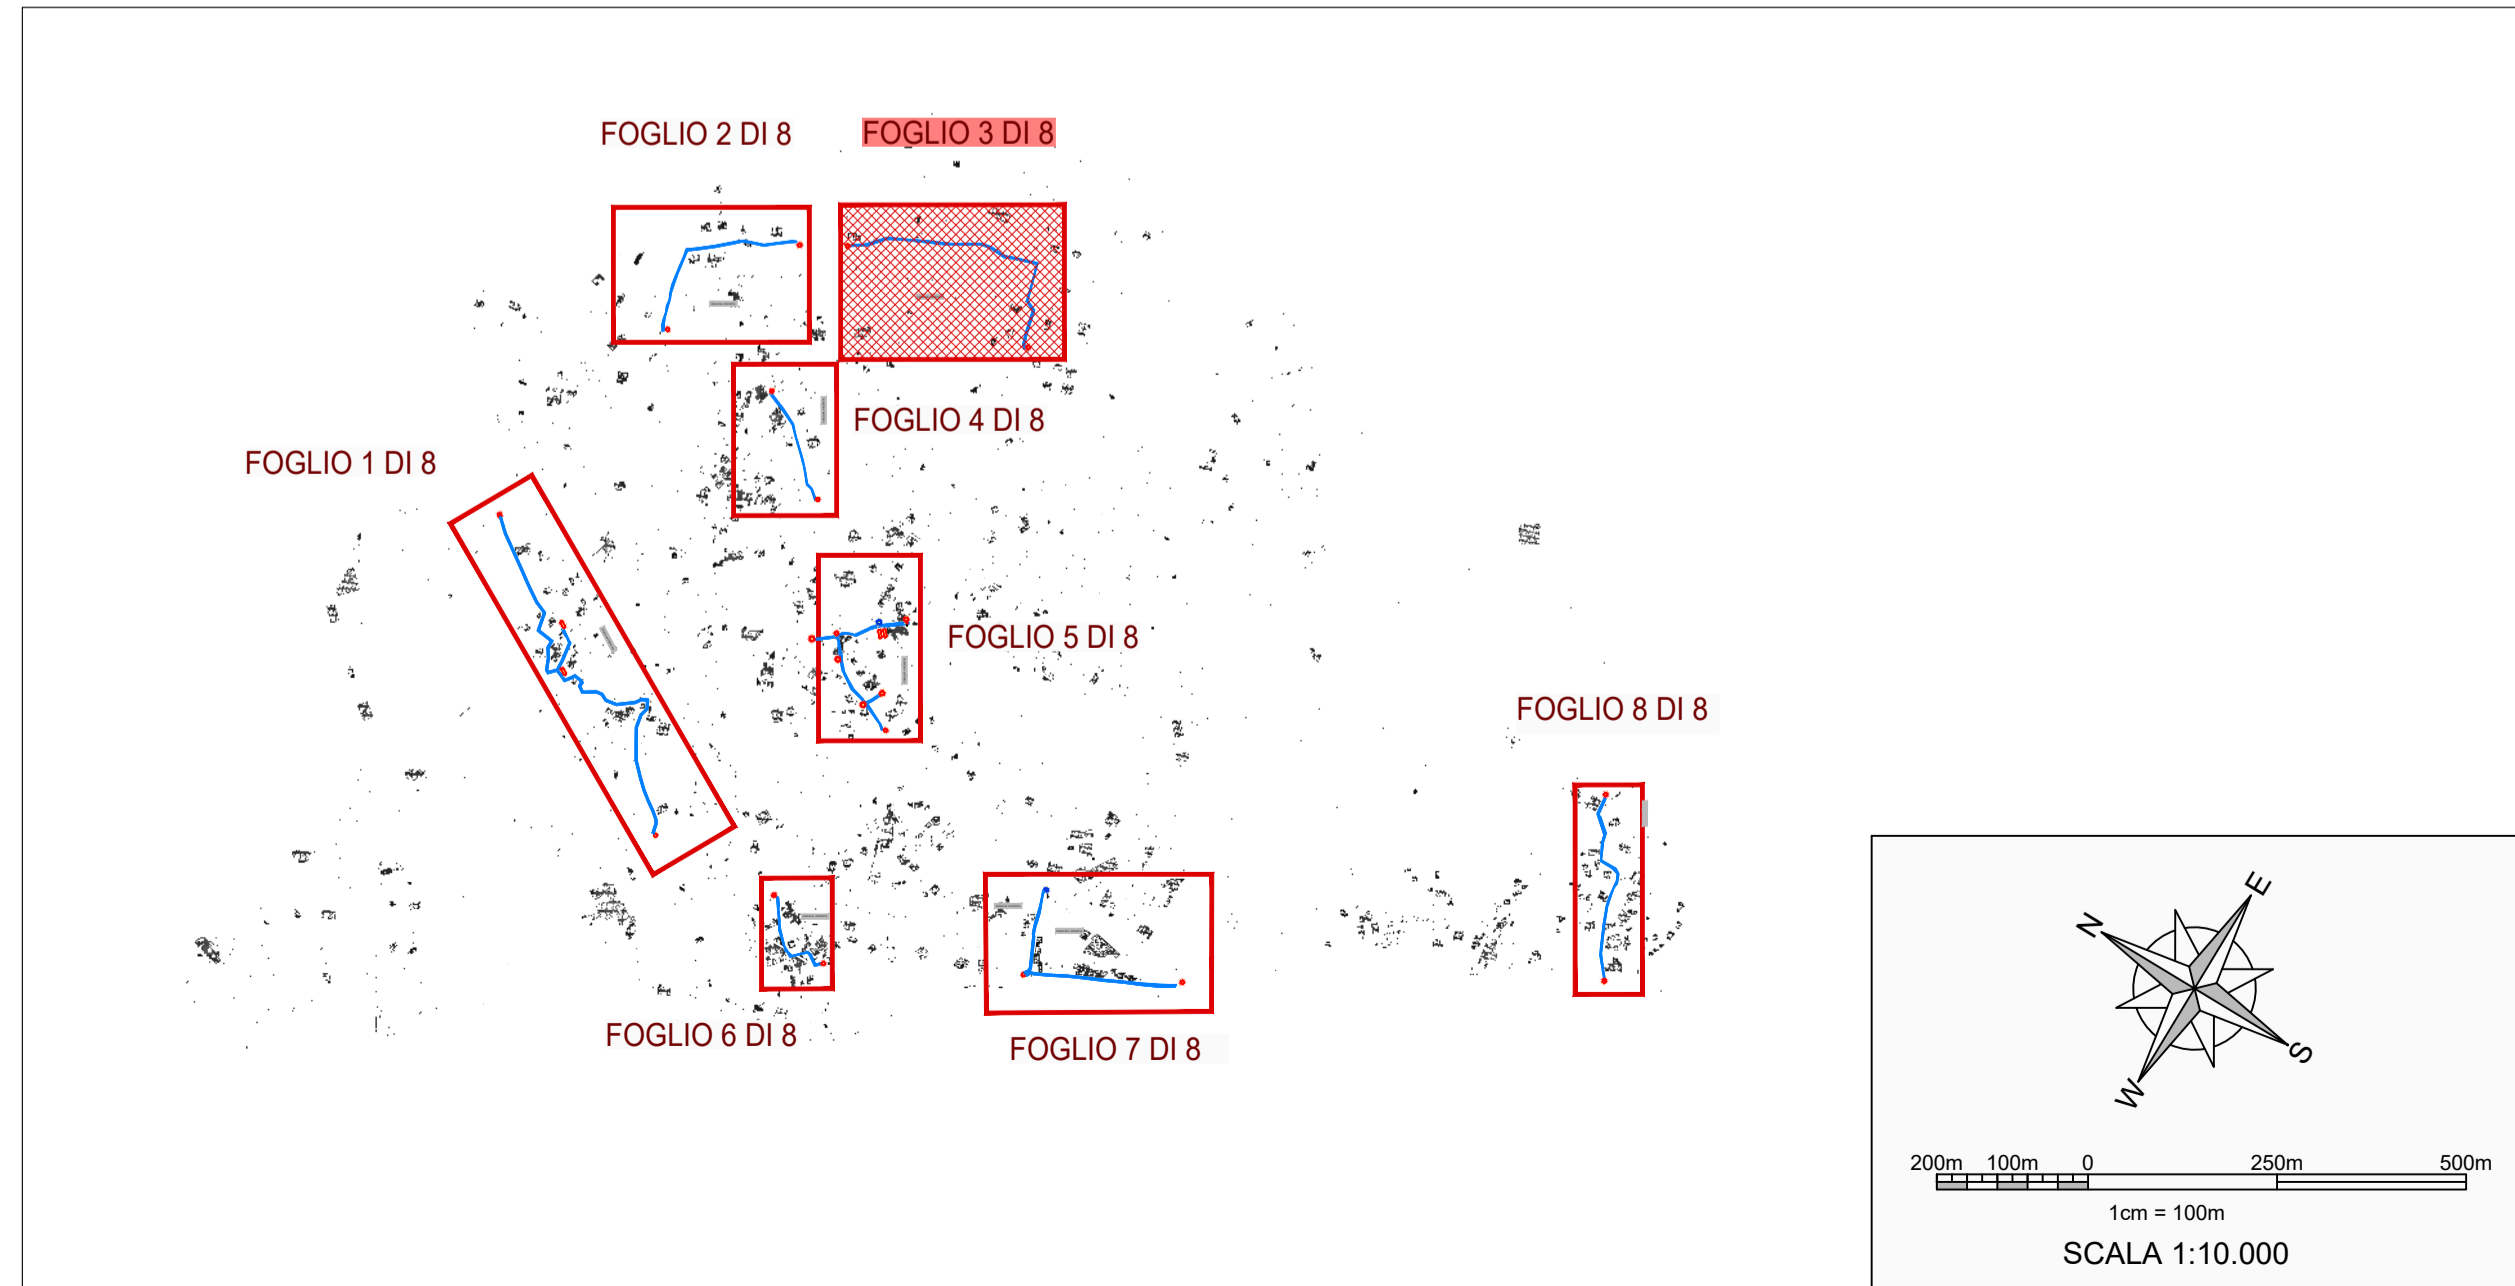 FOGLIO 2 DI 8
FOGLIO 3 DI 8
FOGLIO 4 DI 8
FOGLIO 1 DI 8
FOGLIO 5 DI 8
FOGLIO 8 DI 8
FOGLIO 6 DI 8
FOGLIO 7 DI 8
N
E
S
W
200m 100m 0 250m 500m
1cm = 100m
SCALA 1:10.000